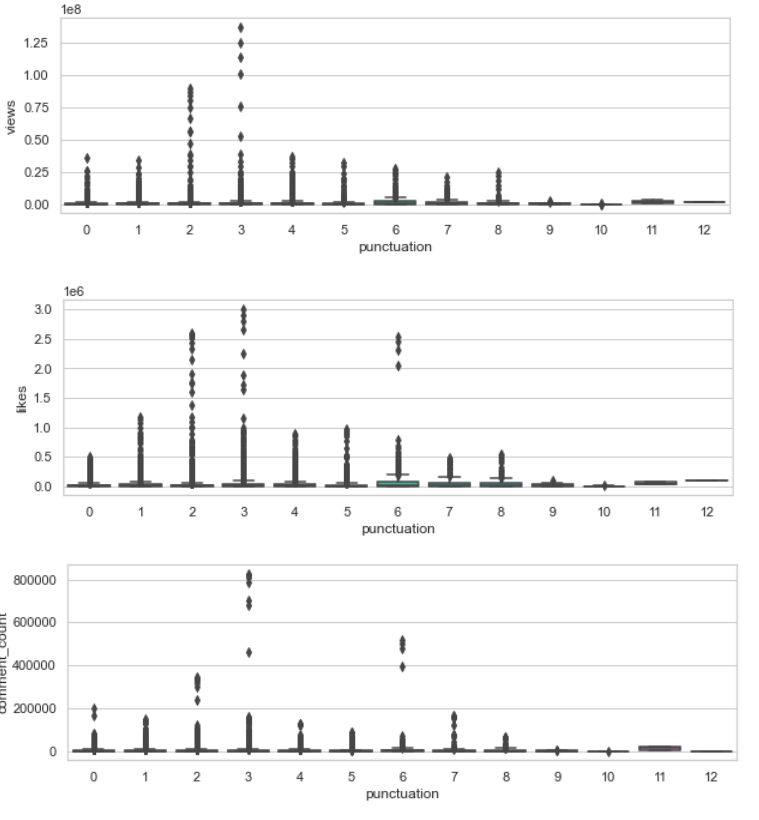 1e8
1.25
1.00
0.75
0.50
0.25
0.00
views
0 1 2 3 4 5 6 7 8 9 10 11 12
punctuation
1e6
3.0
2.5
2.0
1.5
1.0
0.5
0.0
likes
0 1 2 3 4 5 6 7 8 9 10 11 12
punctuation
800000
600000
400000
200000
0
comment_count
0 1 2 3 4 5 6 7 8 9 10 11 12
punctuation